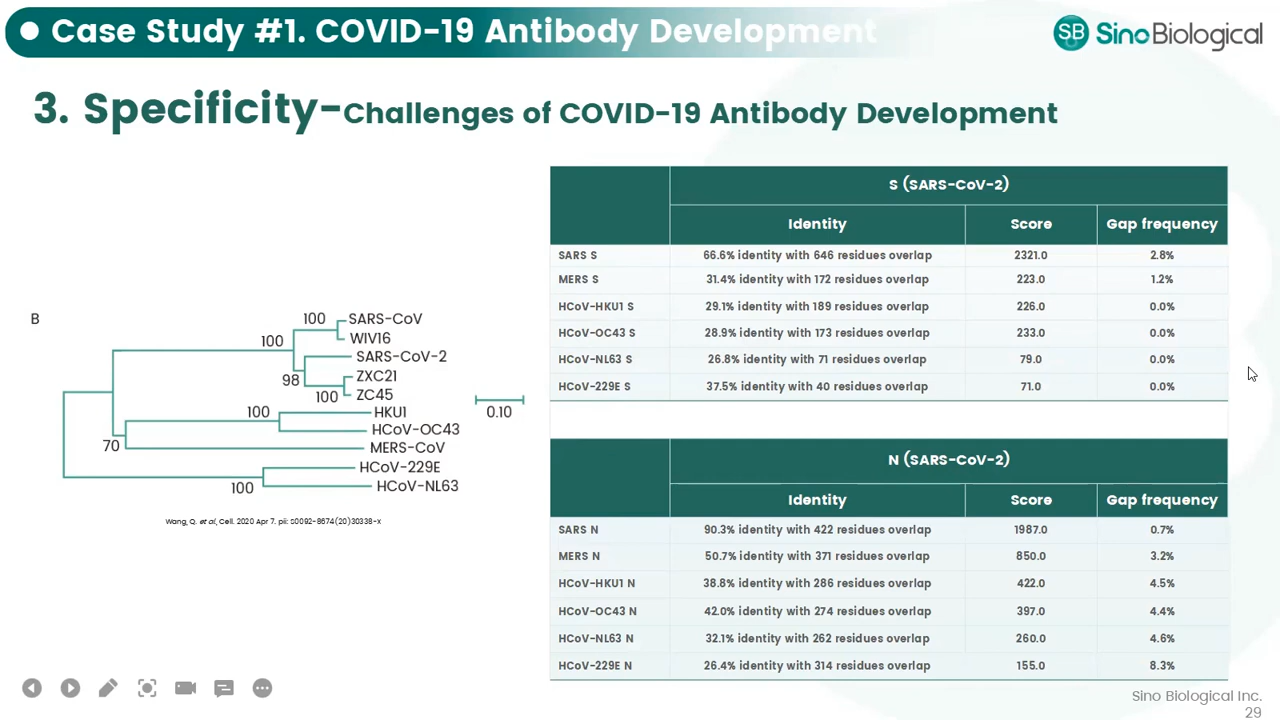 Case Study #1. COVID-19 Antibody Development
SB SinoBiological
3. Specificity-Challenges of COVID-19 Antibody Development
B
100 SARS-CoV
100 WIV16
SARS-CoV-2
98 ZXC21
100 ZC45
100 HKU1
HCoV-OC43
70 MERS-CoV
HCoV-229E
100 HCoV-NL63
0.10
Wang, Q. et al, Cell. 2020 Apr 7. pii: S0092-8674(20)30338-X
S (SARS-CoV-2)
Identity Score Gap frequency
SARS S 66.6% identity with 646 residues overlap 2321.0 2.8%
MERS S 31.4% identity with 172 residues overlap 223.0 1.2%
HCoV-HKU1 S 29.1% identity with 189 residues overlap 226.0 0.0%
HCoV-OC43 S 28.9% identity with 173 residues overlap 233.0 0.0%
HCoV-NL63 S 26.8% identity with 71 residues overlap 79.0 0.0%
HCoV-229E S 37.5% identity with 40 residues overlap 71.0 0.0%
N (SARS-CoV-2)
Identity Score Gap frequency
SARS N 90.3% identity with 422 residues overlap 1987.0 0.7%
MERS N 50.7% identity with 371 residues overlap 850.0 3.2%
HCoV-HKU1 N 38.8% identity with 286 residues overlap 422.0 4.5%
HCoV-OC43 N 42.0% identity with 274 residues overlap 397.0 4.4%
HCoV-NL63 N 32.1% identity with 262 residues overlap 260.0 4.6%
HCoV-229E N 26.4% identity with 314 residues overlap 155.0 8.3%
Sino Biological Inc.
29